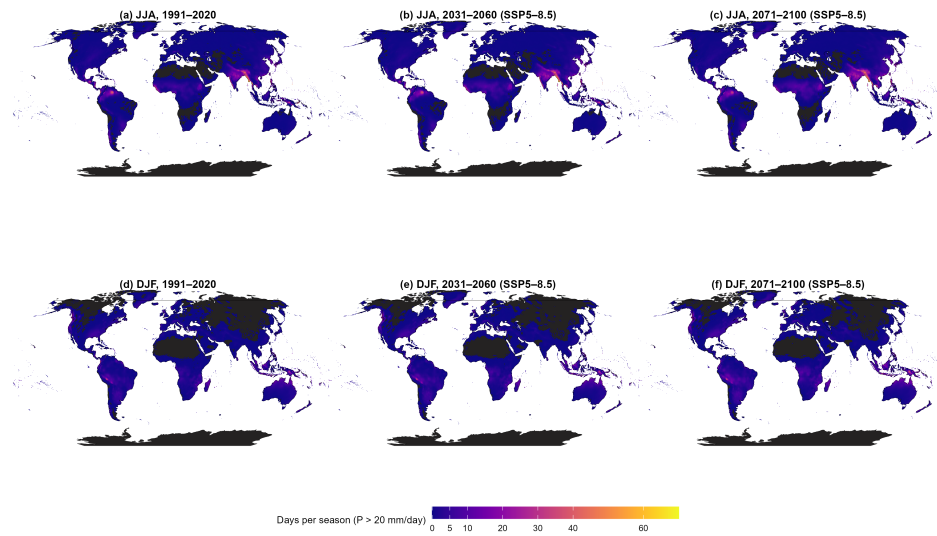 (a) JJA, 1991–2020
(b) JJA, 2031–2060 (SSP5–8.5)
(c) JJA, 2071–2100 (SSP5–8.5)
(d) DJF, 1991–2020
(e) DJF, 2031–2060 (SSP5–8.5)
(f) DJF, 2071–2100 (SSP5–8.5)
Days per season (P > 20 mm/day)
0 5 10 20 30 40 60